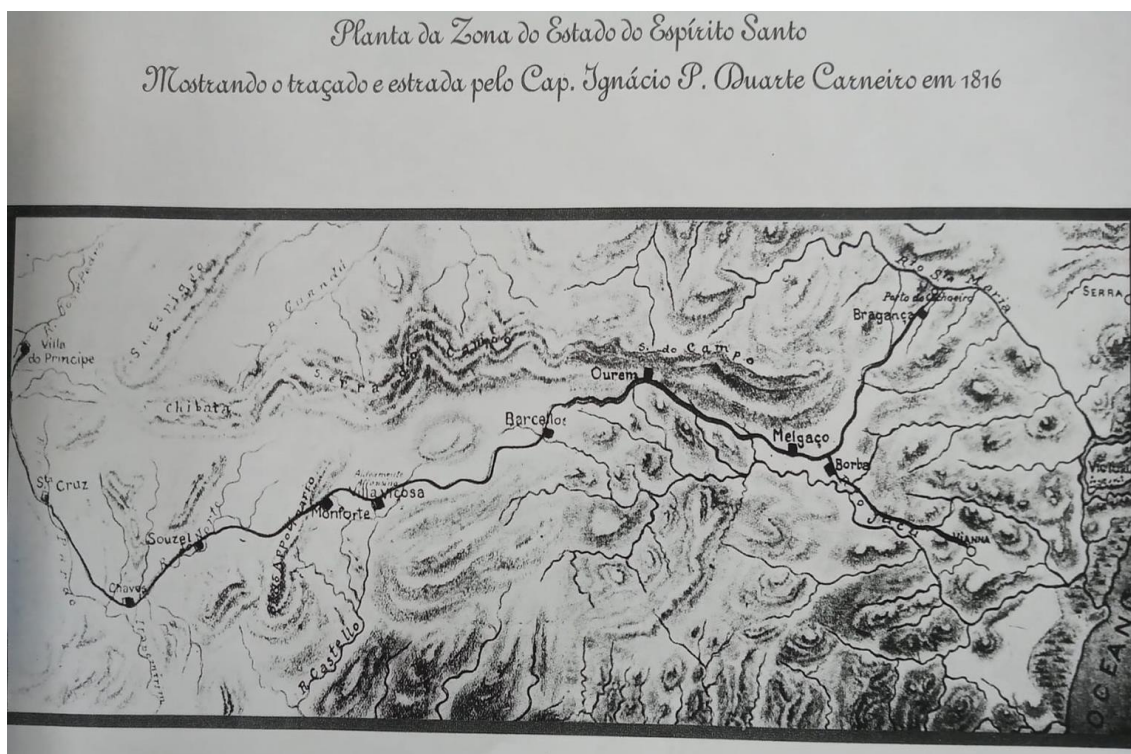 Planta da Zona do Estado do Espírito Santo
Mostrando o traçado e estrada pelo Cap. Ignácio P. Duarte Carneiro em 1816
Rio Sta Maria
SERRA
Porto do Cachoeiro
Bragança
Villa
do Principe
Serra do Campo
S. do Campo
Ourem
Chibata
Barcellos
Melgaço
Borba
Sta Cruz
Villa Viçosa
Monforte
Souzel
Rio Jucú
VIANNA
Chaves
R. Castello
OCEANO